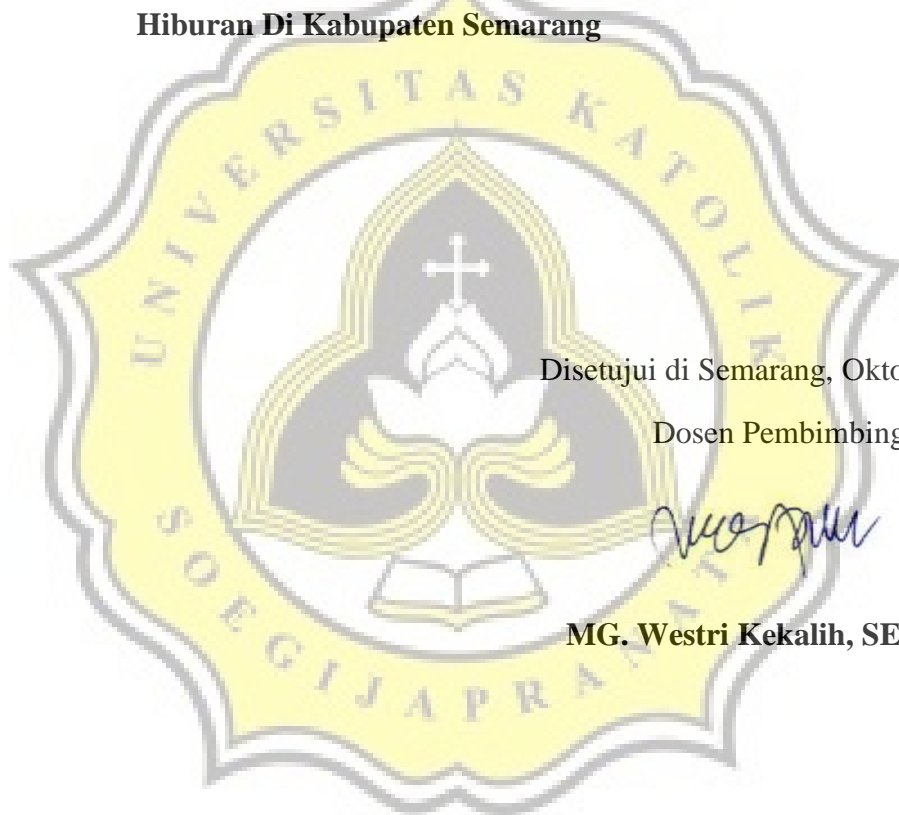 Hiburan Di Kabupaten Semarang
UNIVERSITAS KATOLIK
Disetujui di Semarang, Okto
Dosen Pembimbing
MG. Westri Kekalih, SE
SOEGIJAPRANATA